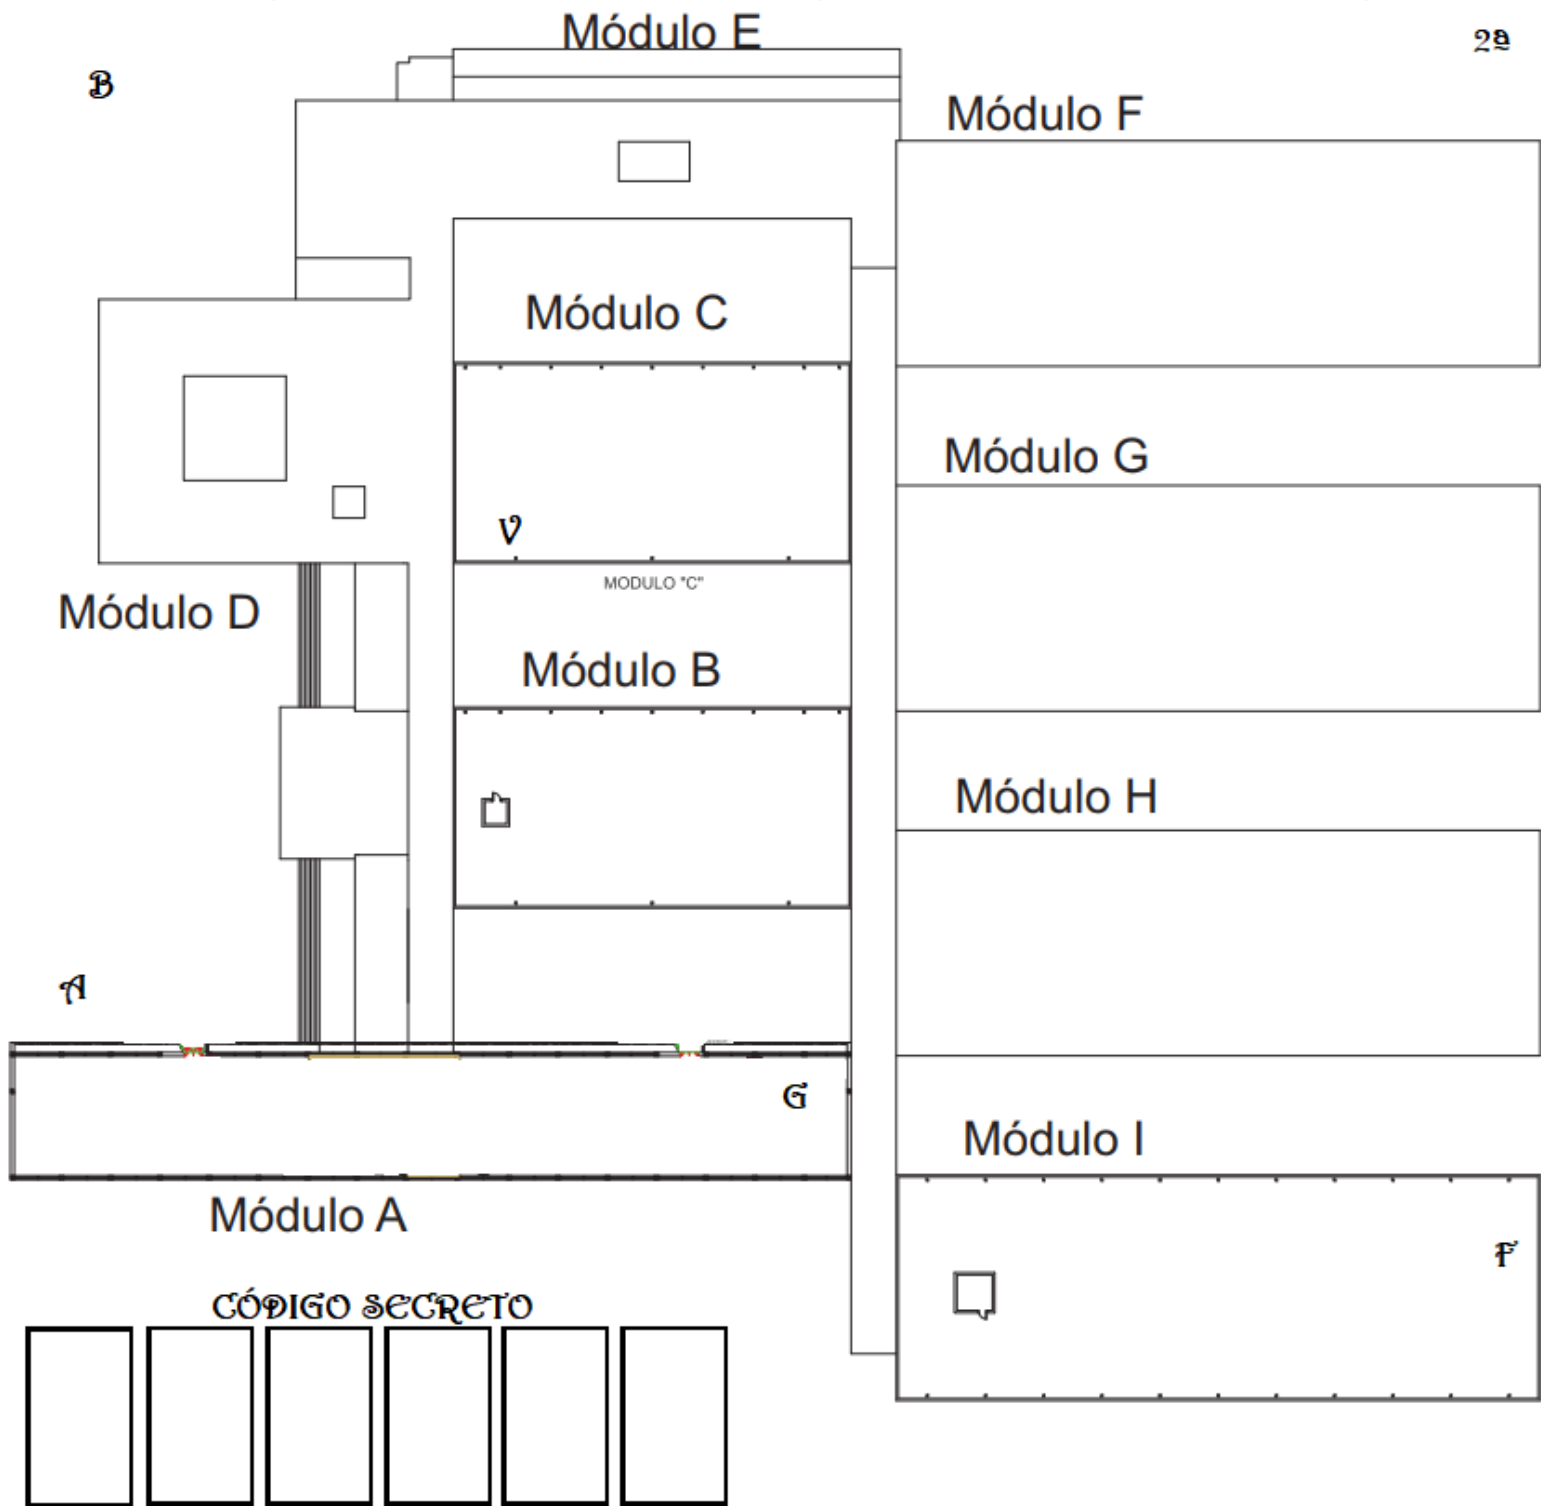 Módulo E
2ª
B
Módulo F
Módulo C
Módulo G
V
MODULO "C"
Módulo D
Módulo B
Módulo H
A
G
Módulo I
Módulo A
F
CÓDIGO SECRETO